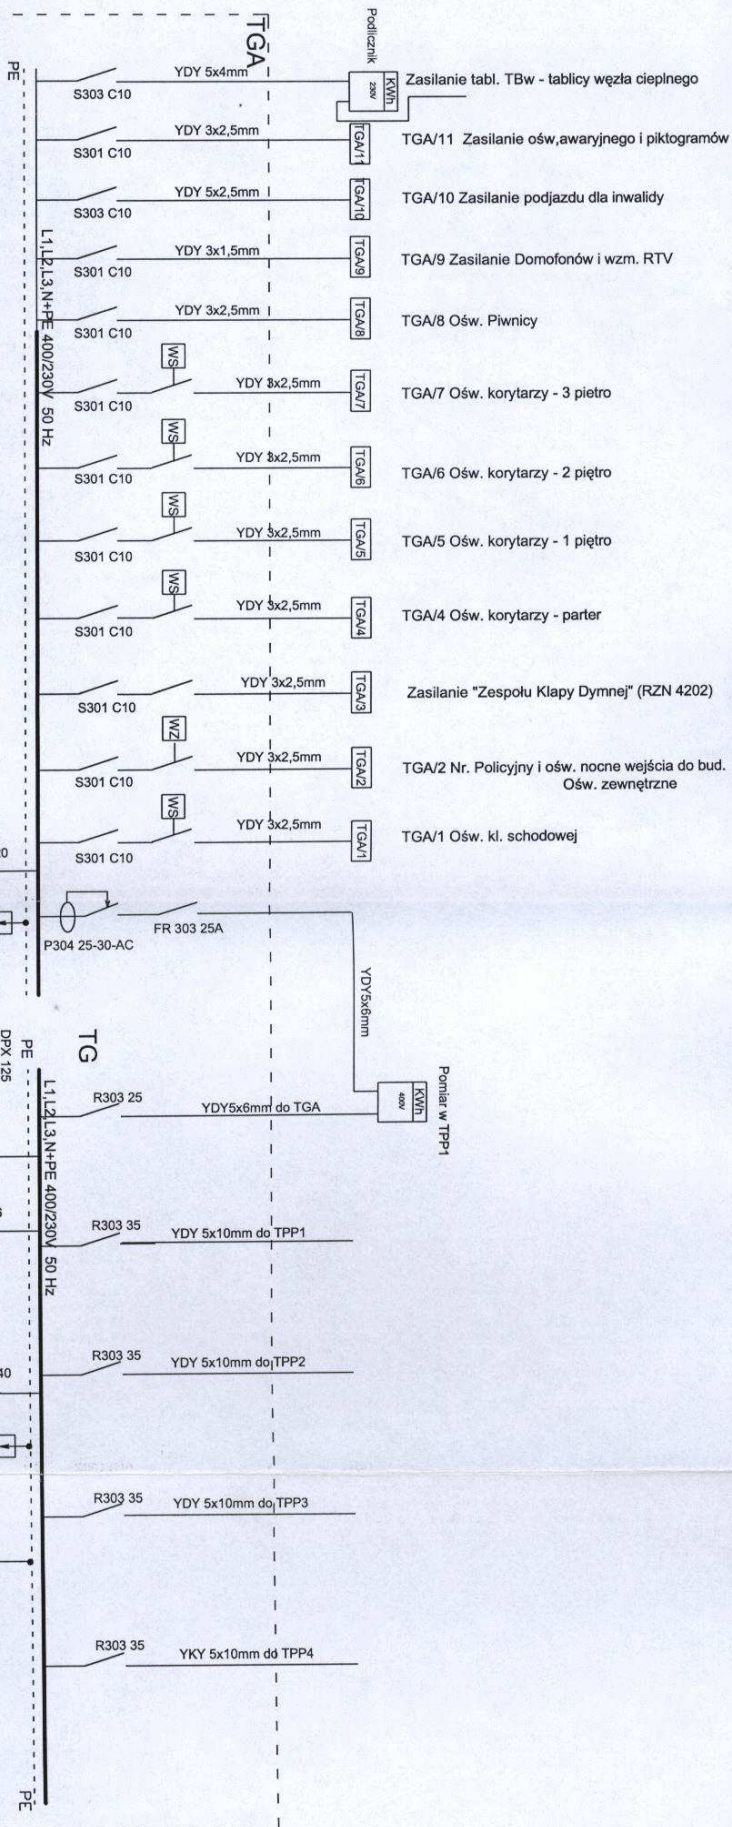 TGA
Podlicznik
PE
YDY 5x4mm
S303 C10
KWh
230V
Zasilanie tabl. TBw - tablicy węzła cieplnego
YDY 3x2,5mm
S301 C10
TGA/11
TGA/11 Zasilanie ośw,awaryjnego i piktogramów
YDY 5x2,5mm
S303 C10
TGA/10
TGA/10 Zasilanie podjazdu dla inwalidy
L1,L2,L3,N+PE 400/230V 50 Hz
YDY 3x1,5mm
S301 C10
TGA/9
TGA/9 Zasilanie Domofonów i wzm. RTV
YDY 3x2,5mm
S301 C10
TGA/8
TGA/8 Ośw. Piwnicy
WS
YDY 3x2,5mm
S301 C10
TGA/7
TGA/7 Ośw. korytarzy - 3 pietro
WS
YDY 3x2,5mm
S301 C10
TGA/6
TGA/6 Ośw. korytarzy - 2 piętro
WS
YDY 3x2,5mm
S301 C10
TGA/5
TGA/5 Ośw. korytarzy - 1 piętro
WS
YDY 3x2,5mm
S301 C10
TGA/4
TGA/4 Ośw. korytarzy - parter
YDY 3x2,5mm
S301 C10
TGA/3
Zasilanie "Zespołu Klapy Dymnej" (RZN 4202)
WZ
YDY 3x2,5mm
S301 C10
TGA/2
TGA/2 Nr. Policyjny i ośw. nocne wejścia do bud.
Ośw. zewnętrzne
WS
YDY 3x2,5mm
S301 C10
TGA/1
TGA/1 Ośw. kl. schodowej
P304 25-30-AC
FR 303 25A
YDY5x6mm
TG
PE
DPX 125
L1,L2,L3,N+PE 400/230V 50 Hz
Pomiar w TPP1
KWh
400V
R303 25
YDY5x6mm do TGA
R303 35
YDY 5x10mm do TPP1
R303 35
YDY 5x10mm do TPP2
40
R303 35
YDY 5x10mm do TPP3
R303 35
YKY 5x10mm do TPP4
PE